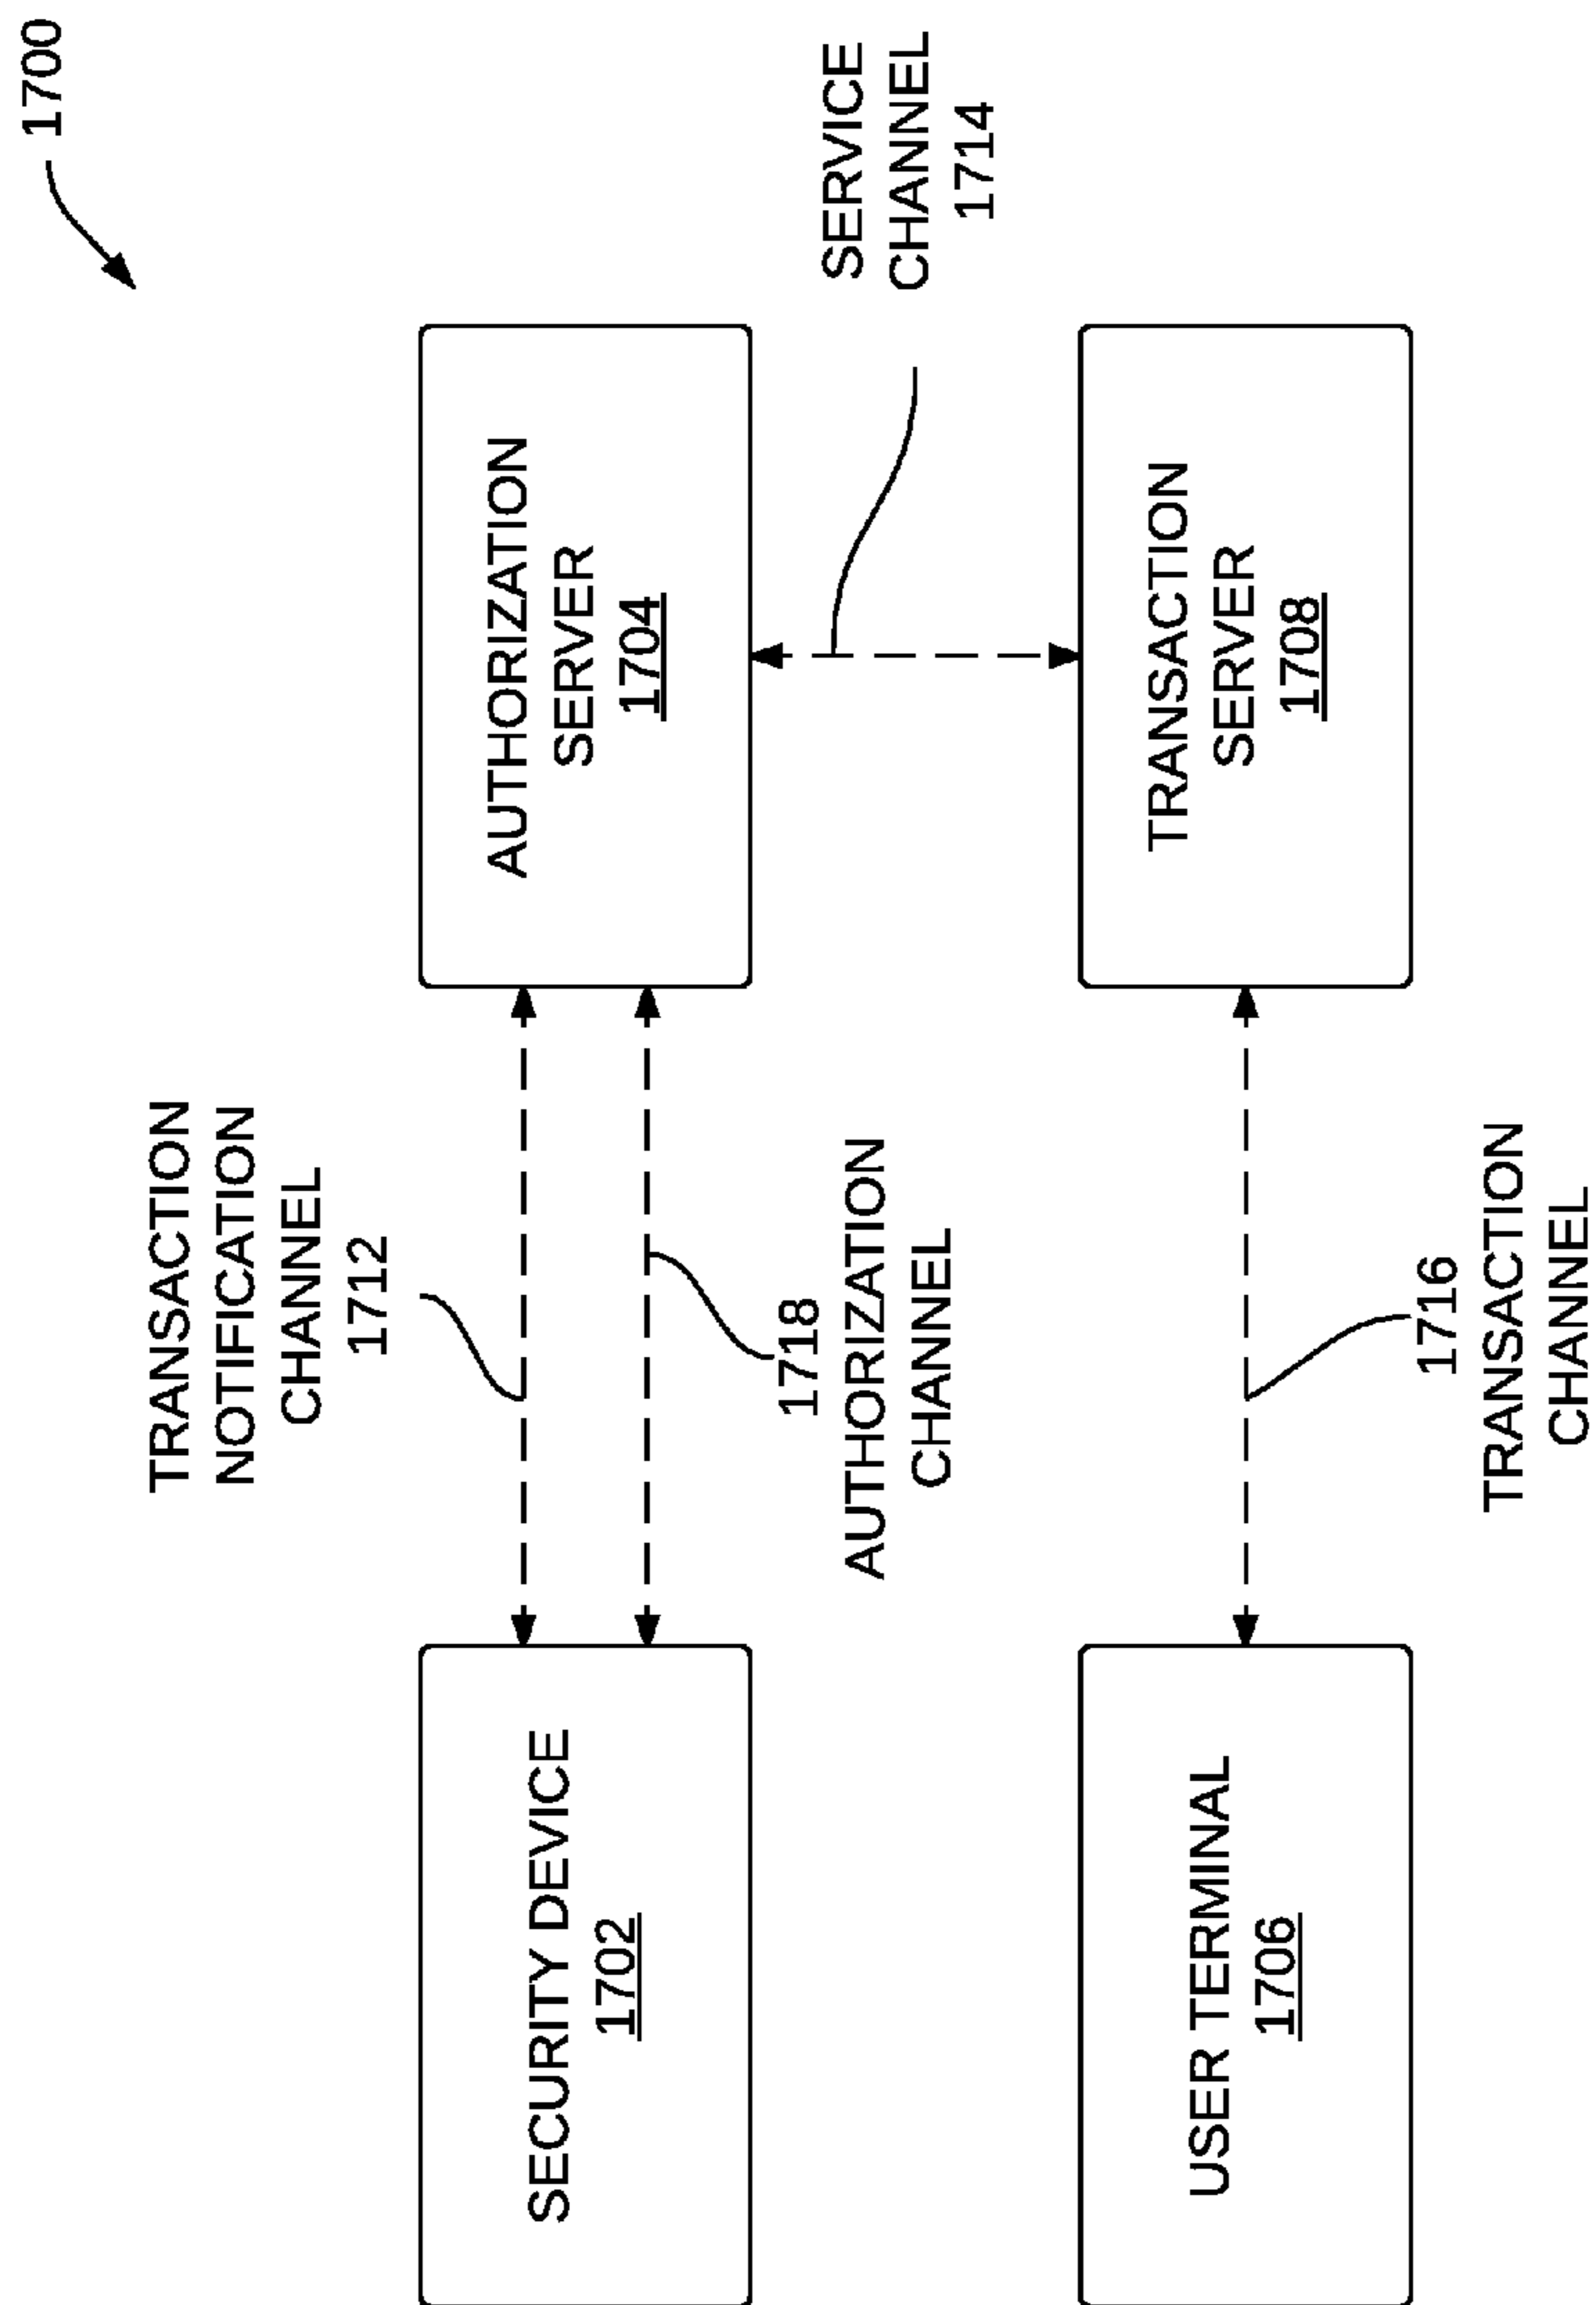 1700
TRANSACTION
NOTIFICATION
CHANNEL
1712
SECURITY DEVICE
1702
AUTHORIZATION
SERVER
1704
1718
AUTHORIZATION
CHANNEL
SERVICE
CHANNEL
1714
USER TERMINAL
1706
TRANSACTION
SERVER
1708
1716
TRANSACTION
CHANNEL